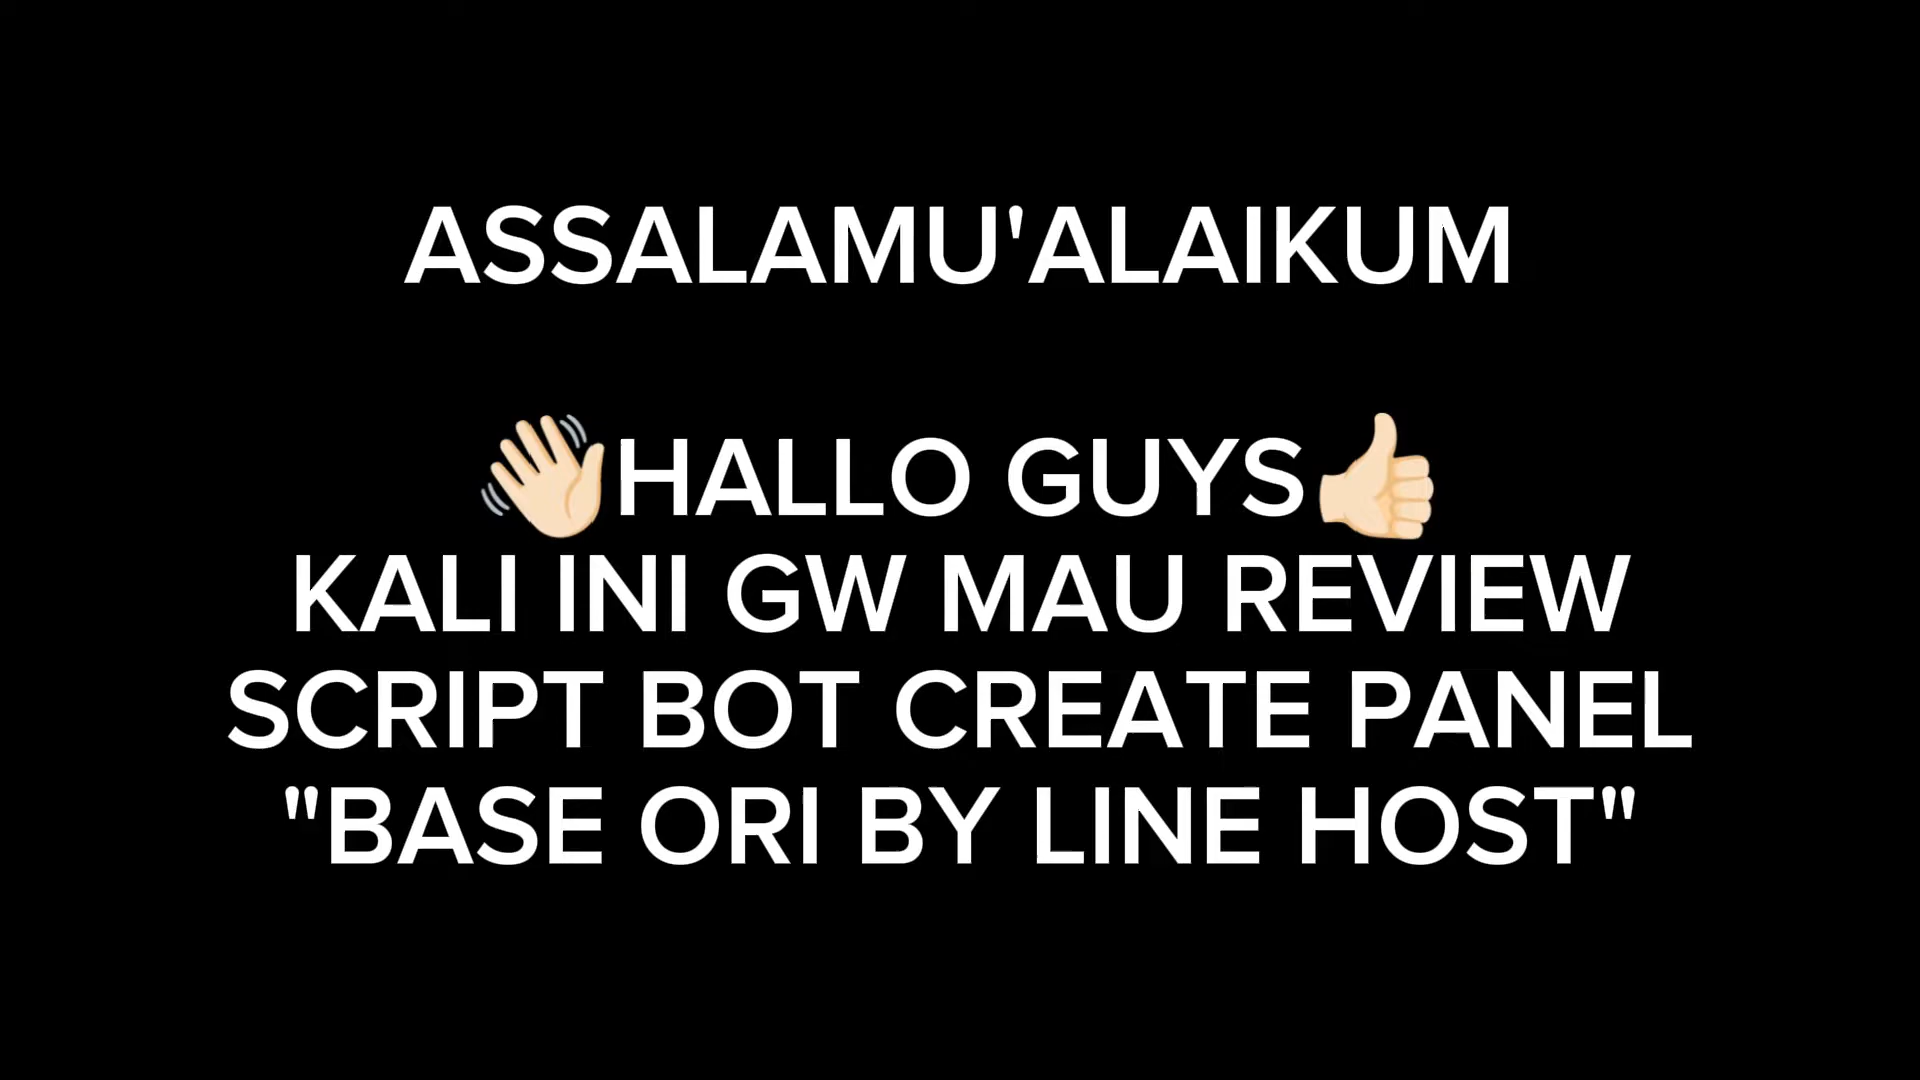 ASSALAMU'ALAIKUM
👋🏻HALLO GUYS👍🏻
KALI INI GW MAU REVIEW
SCRIPT BOT CREATE PANEL
"BASE ORI BY LINE HOST"